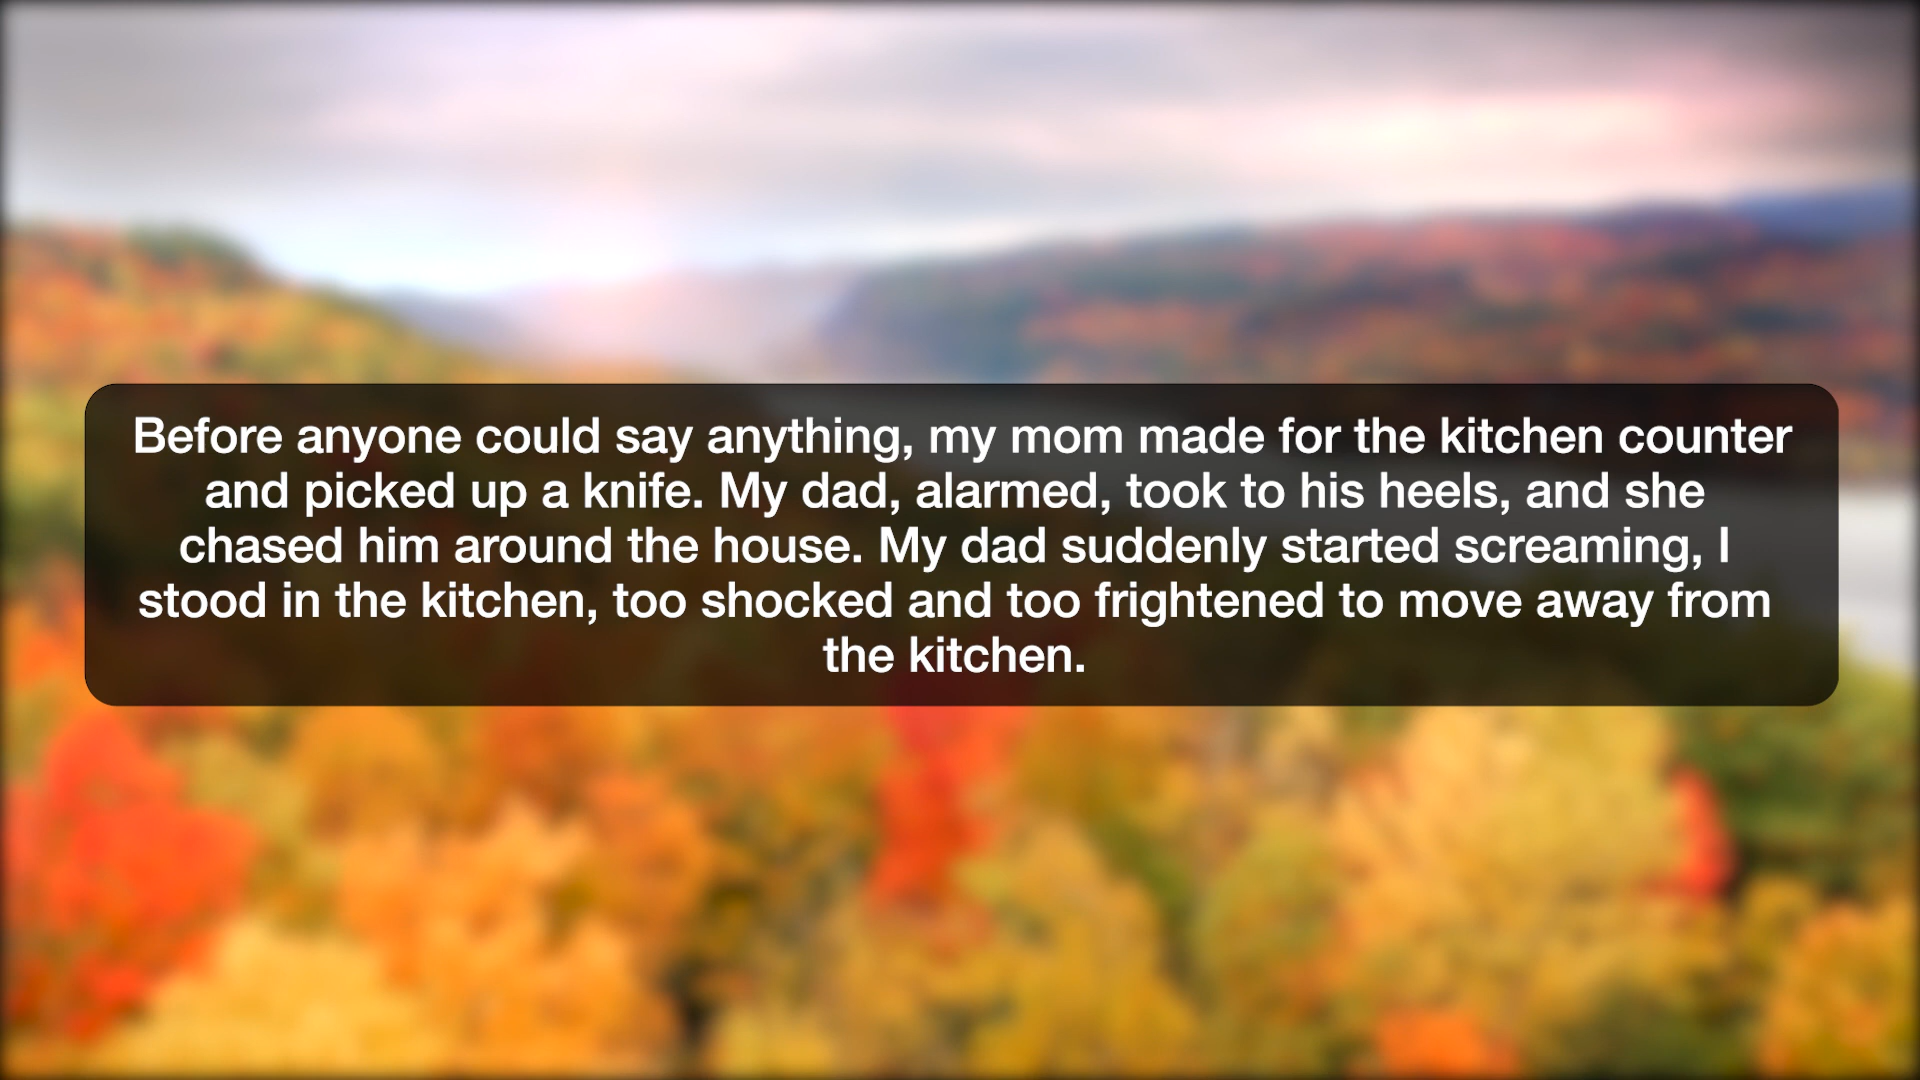 Before anyone could say anything, my mom made for the kitchen counter
and picked up a knife. My dad, alarmed, took to his heels, and she
chased him around the house. My dad suddenly started screaming, I
stood in the kitchen, too shocked and too frightened to move away from
the kitchen.